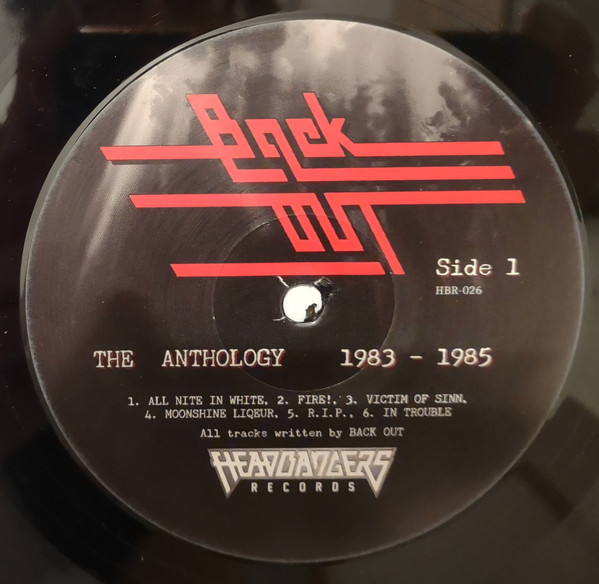 Back
OUT
Side 1
HBR-026
THE ANTHOLOGY 1983 - 1985
1. ALL NITE IN WHITE, 2. FIRE!, 3. VICTIM OF SINN,
4. MOONSHINE LIQEUR, 5. R.I.P., 6. IN TROUBLE
All tracks written by BACK OUT
HEADBANGERS
RECORDS